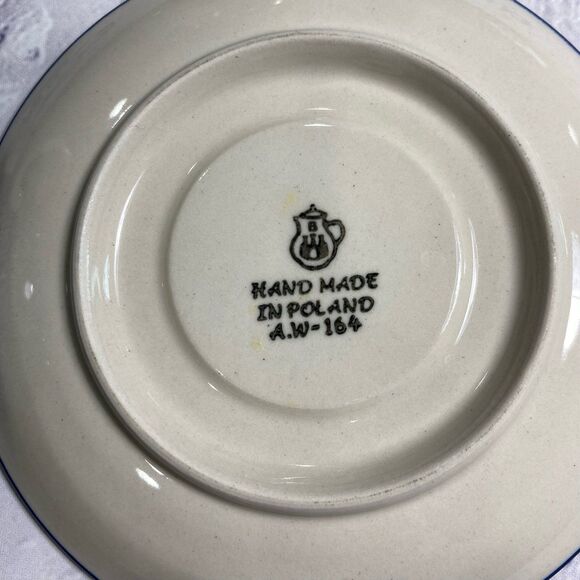 B
HAND MADE
IN POLAND
A.W-164